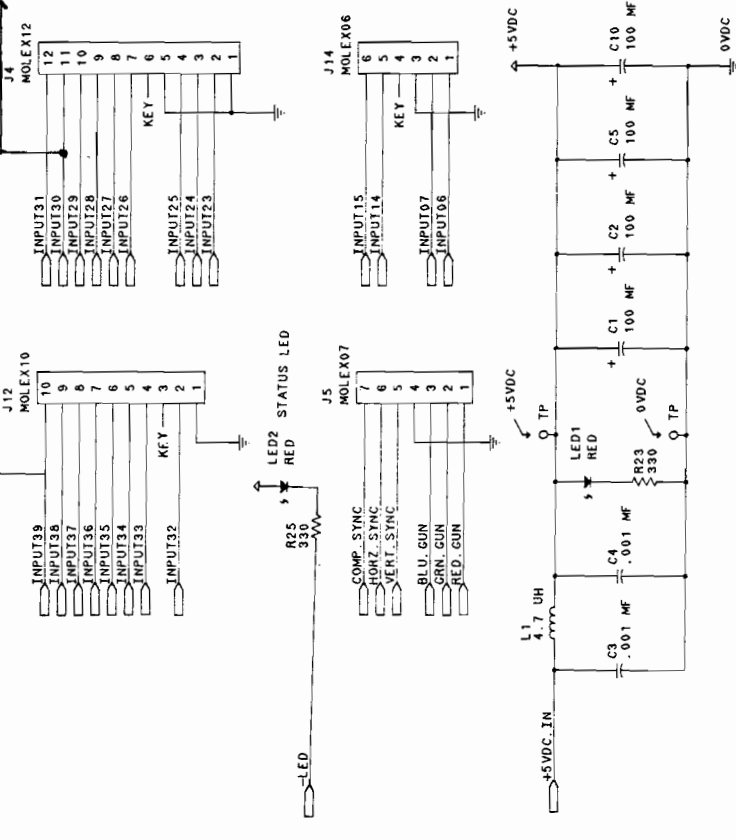 J12
MOLEX10
INPUT39 10
INPUT38 9
INPUT37 8
INPUT36 7
INPUT35 6
INPUT34 5
INPUT33 4
KEY 3
INPUT32 2
1
J4
MOLEX12
INPUT31 12
INPUT30 11
INPUT29 10
INPUT28 9
INPUT27 8
INPUT26 7
KEY 6
5
INPUT25 4
INPUT24 3
INPUT23 2
1
-LED
R25
330
LED2
RED
STATUS LED
J5
MOLEX07
COMP.SYNC 7
HORZ.SYNC 6
VERT.SYNC 5
4
BLU.GUN 3
GRN.GUN 2
RED.GUN 1
J14
MOLEX06
INPUT15 6
INPUT14 5
KEY 4
3
INPUT07 2
INPUT06 1
+5VDC.IN
L1
4.7 UH
C3
.001 MF
C4
.001 MF
LED1
RED
R23
330
+5VDC
TP
0VDC
TP
C1
100 MF
+
C2
100 MF
+
C5
100 MF
+
C10
100 MF
+
+5VDC
0VDC